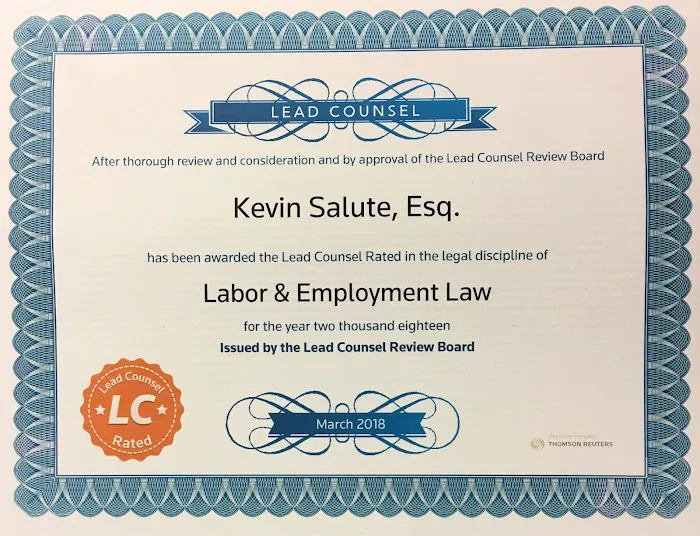 LEAD COUNSEL
After thorough review and consideration and by approval of the Lead Counsel Review Board
Kevin Salute, Esq.
has been awarded the Lead Counsel Rated in the legal discipline of
Labor & Employment Law
for the year two thousand eighteen
Issued by the Lead Counsel Review Board
Lead Counsel
LC
Rated
March 2018
THOMSON REUTERS